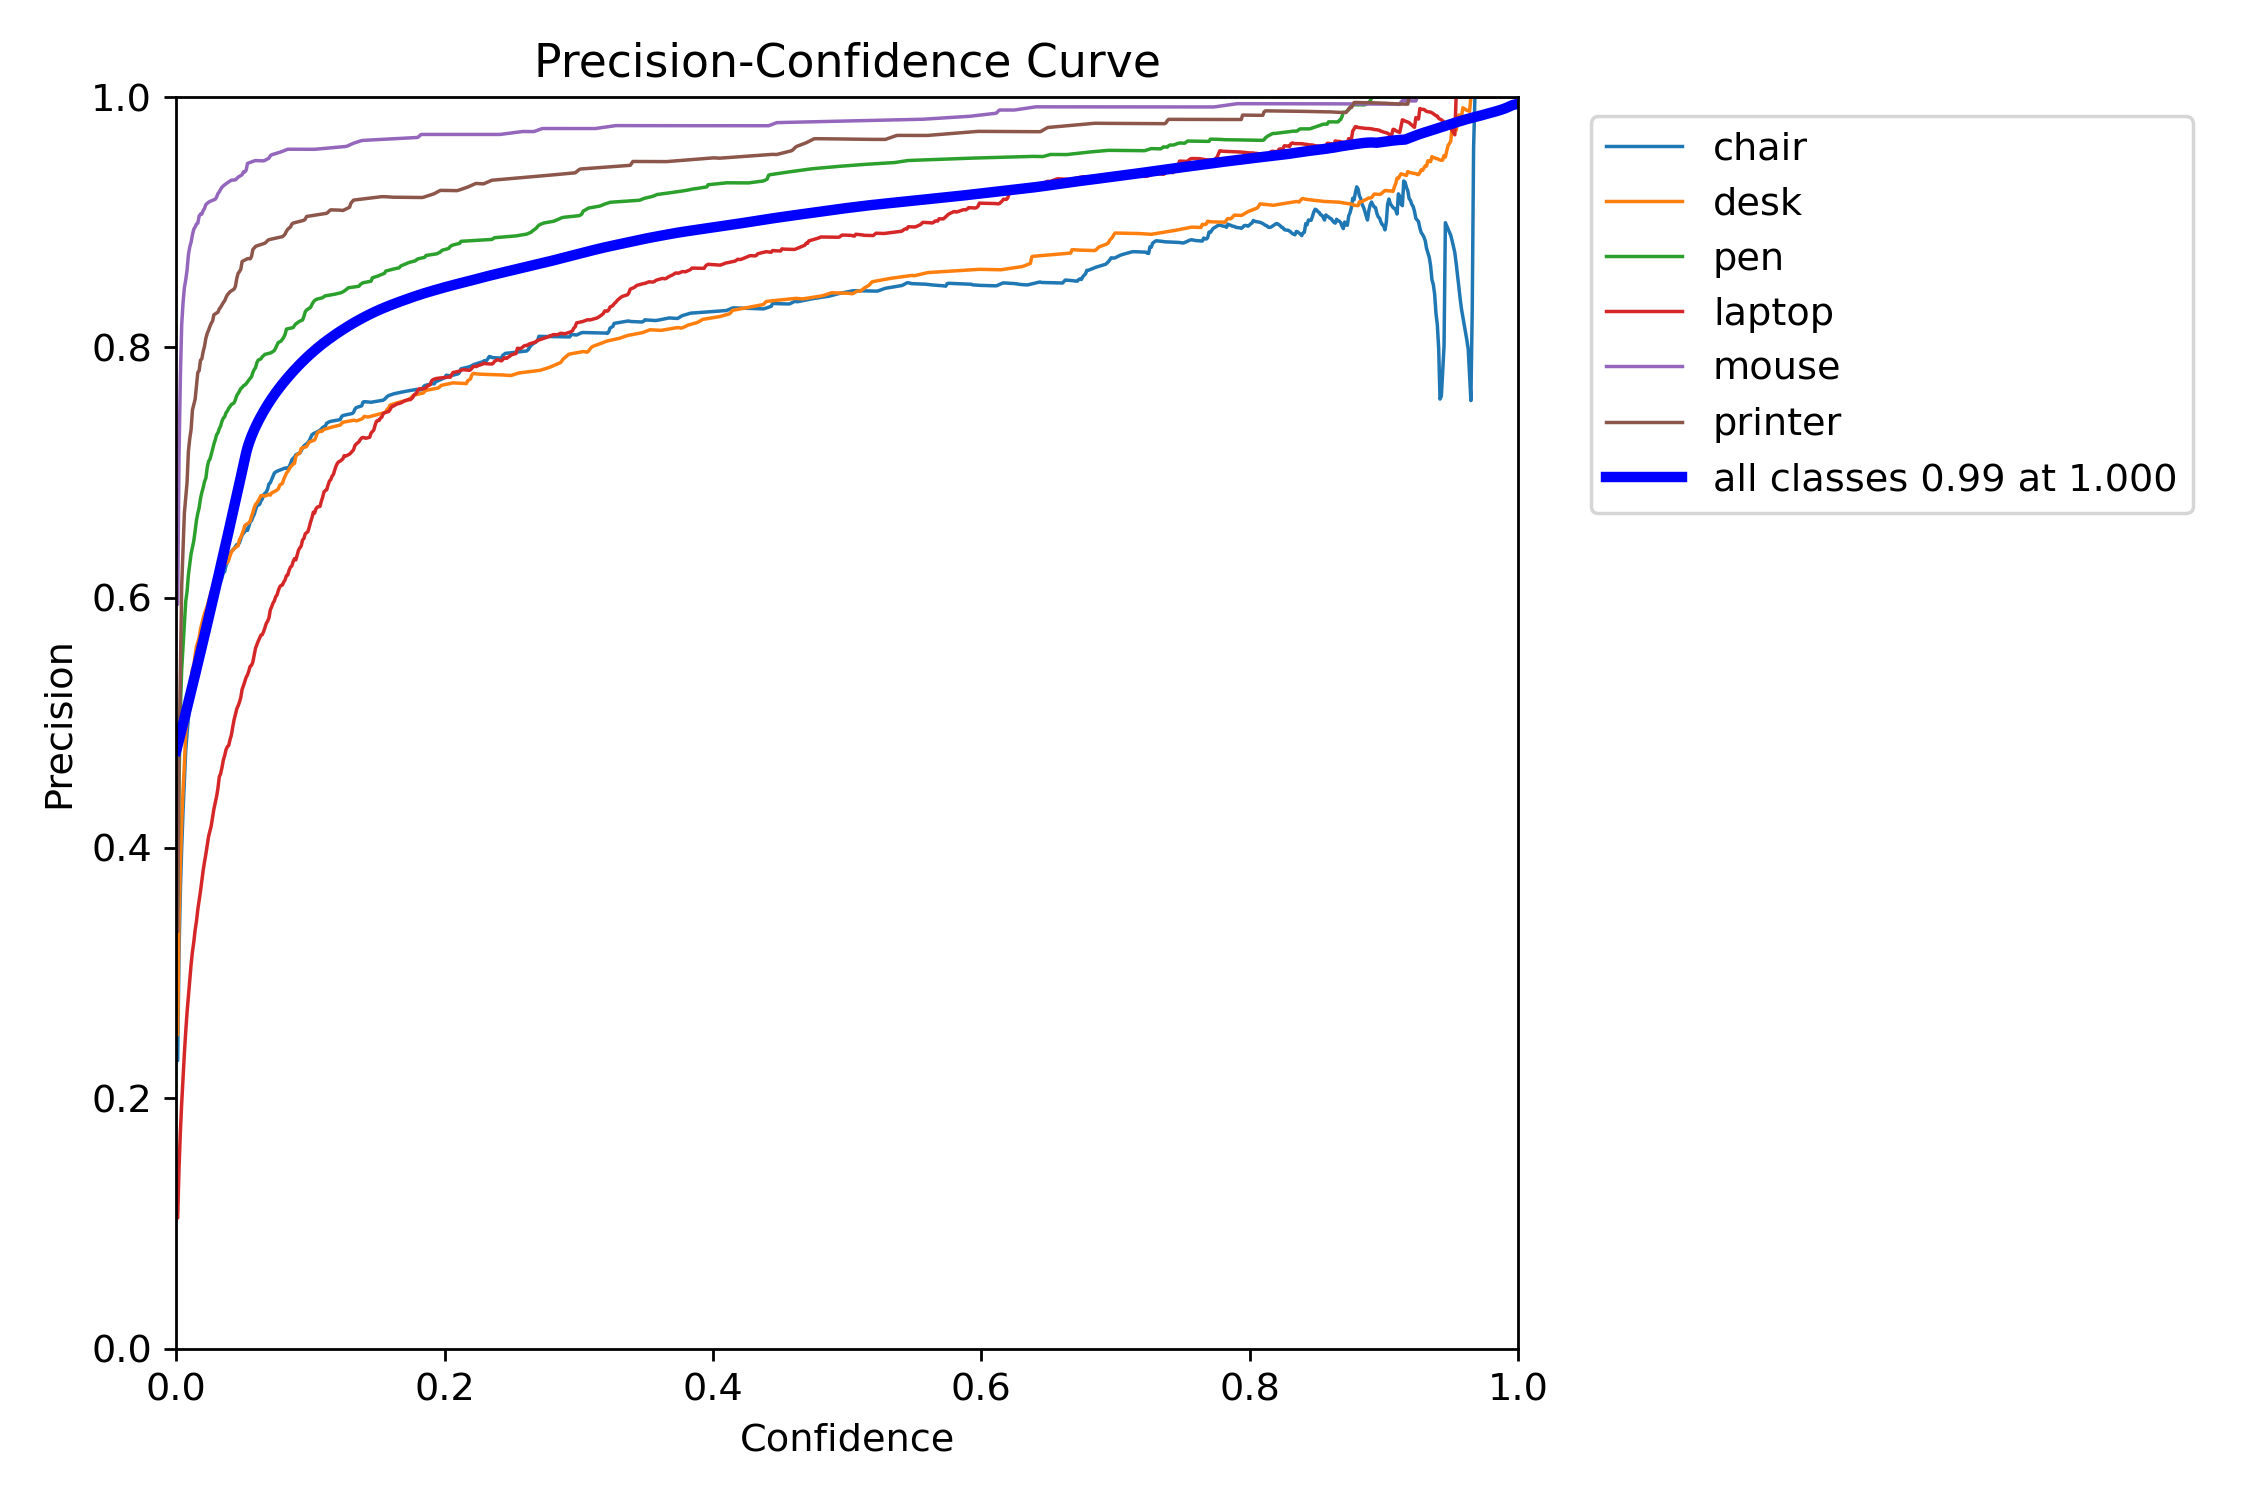 Precision-Confidence Curve
1.0
0.8
0.6
0.4
0.2
0.0
Precision
0.0 0.2 0.4 0.6 0.8 1.0
Confidence
chair
desk
pen
laptop
mouse
printer
all classes 0.99 at 1.000